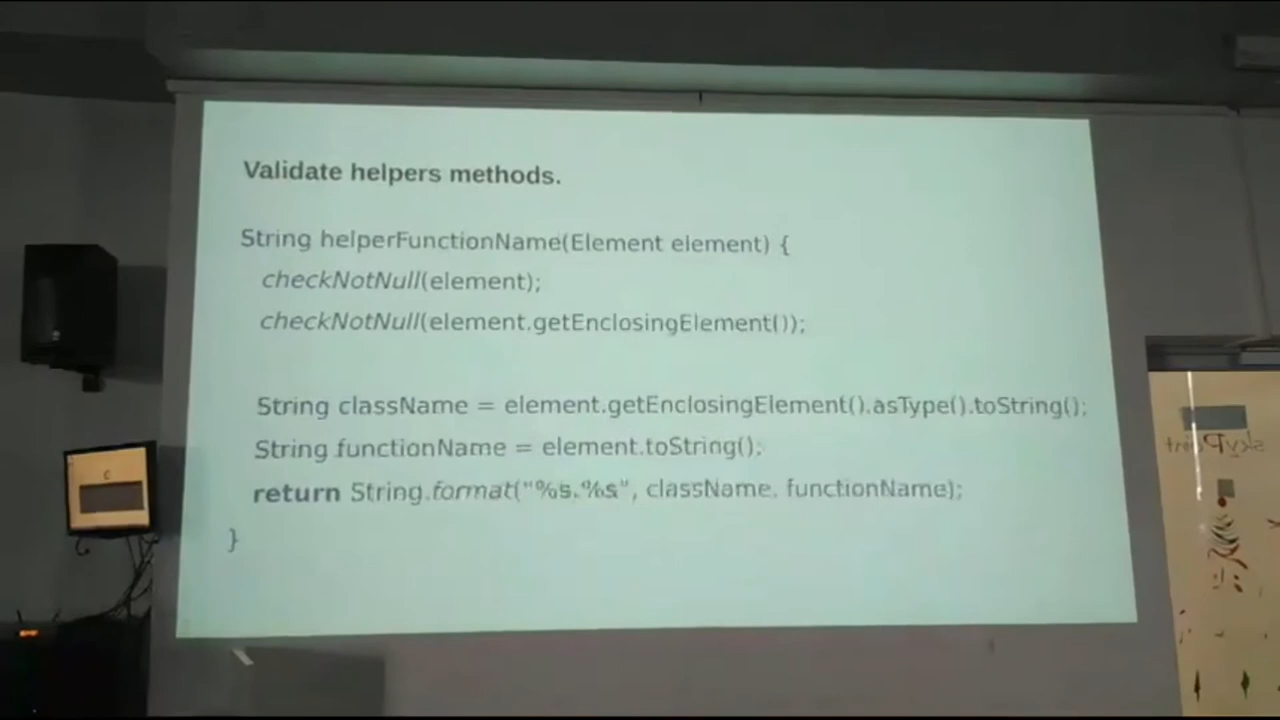 Validate helpers methods.
String helperFunctionName(Element element) {
checkNotNull(element);
checkNotNull(element.getEnclosingElement());
String className = element.getEnclosingElement().asType().toString();
String functionName = element.toString();
return String.format("%s.%s", className, functionName);
}